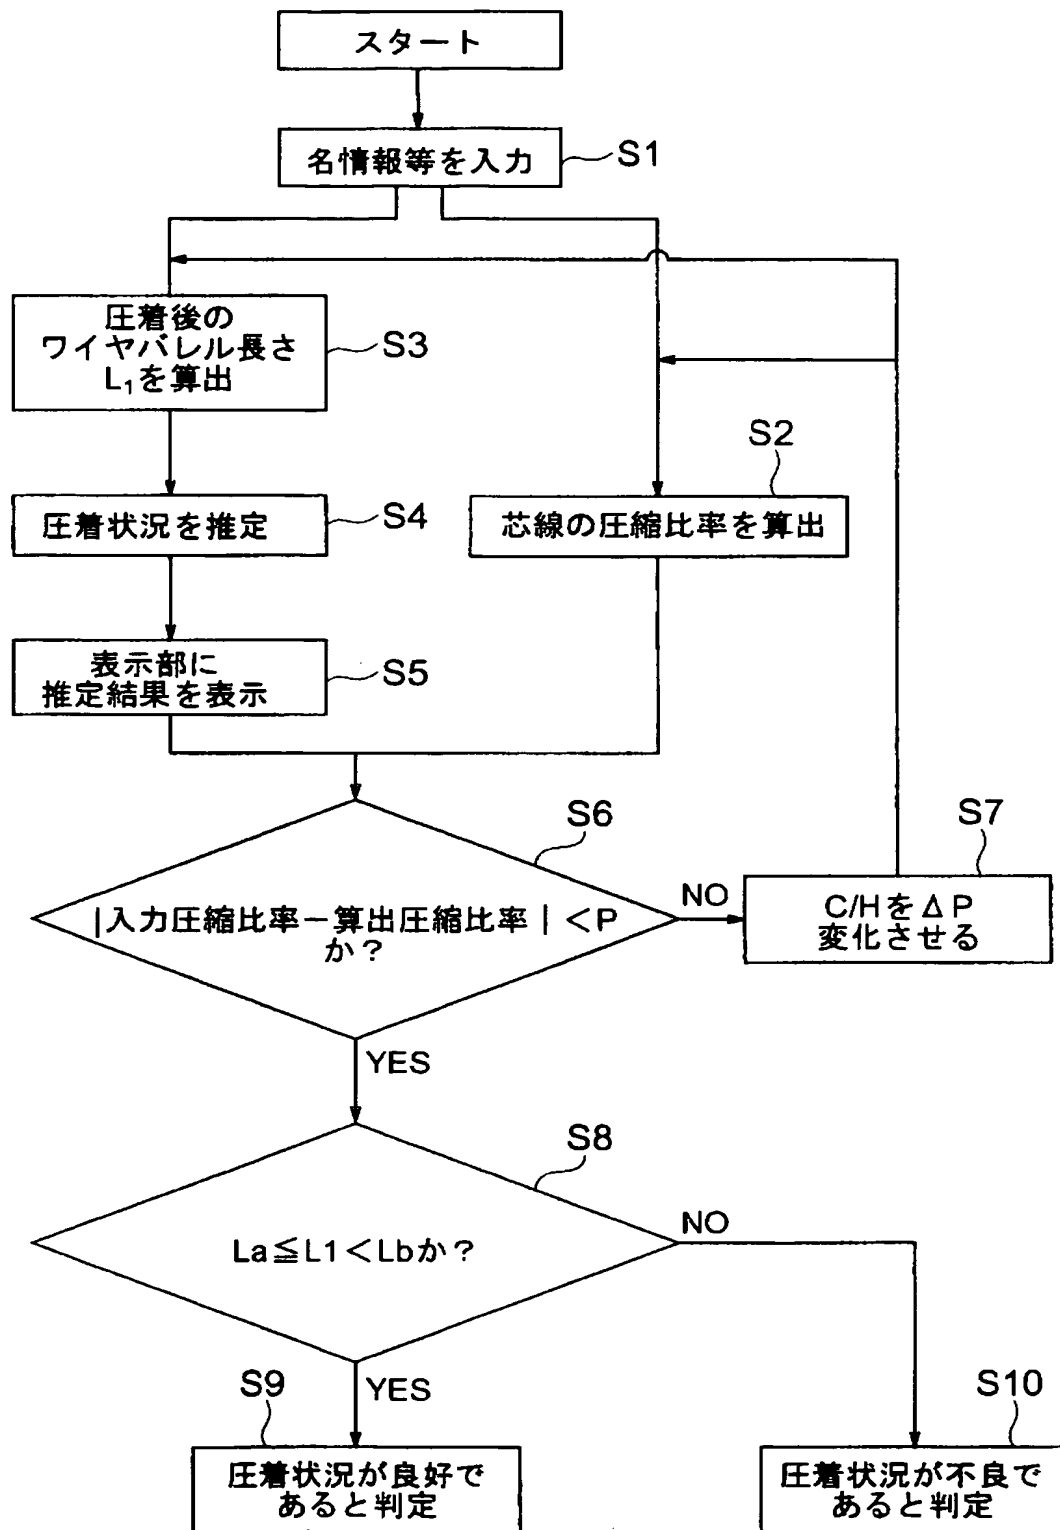 スタート
名情報等を入力
S1
圧着後の
ワイヤバレル長さ
L₁を算出
S3
S2
圧着状況を推定
S4
芯線の圧縮比率を算出
表示部に
推定結果を表示
S5
S6
S7
|入力圧縮比率－算出圧縮比率|＜P
か？
NO
C/HをΔP
変化させる
YES
S8
La≦L1＜Lbか？
NO
YES
S9
S10
圧着状況が良好で
あると判定
圧着状況が不良で
あると判定